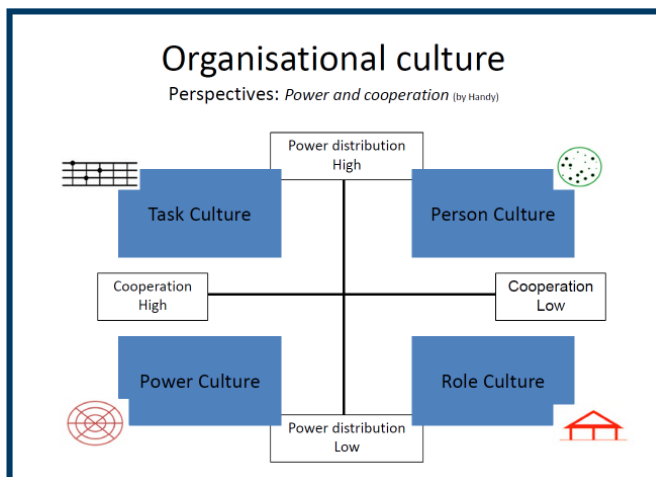 Organisational culture
Perspectives: Power and cooperation (by Handy)
Power distribution
High
Task Culture
Person Culture
Cooperation
High
Cooperation
Low
Power Culture
Role Culture
Power distribution
Low